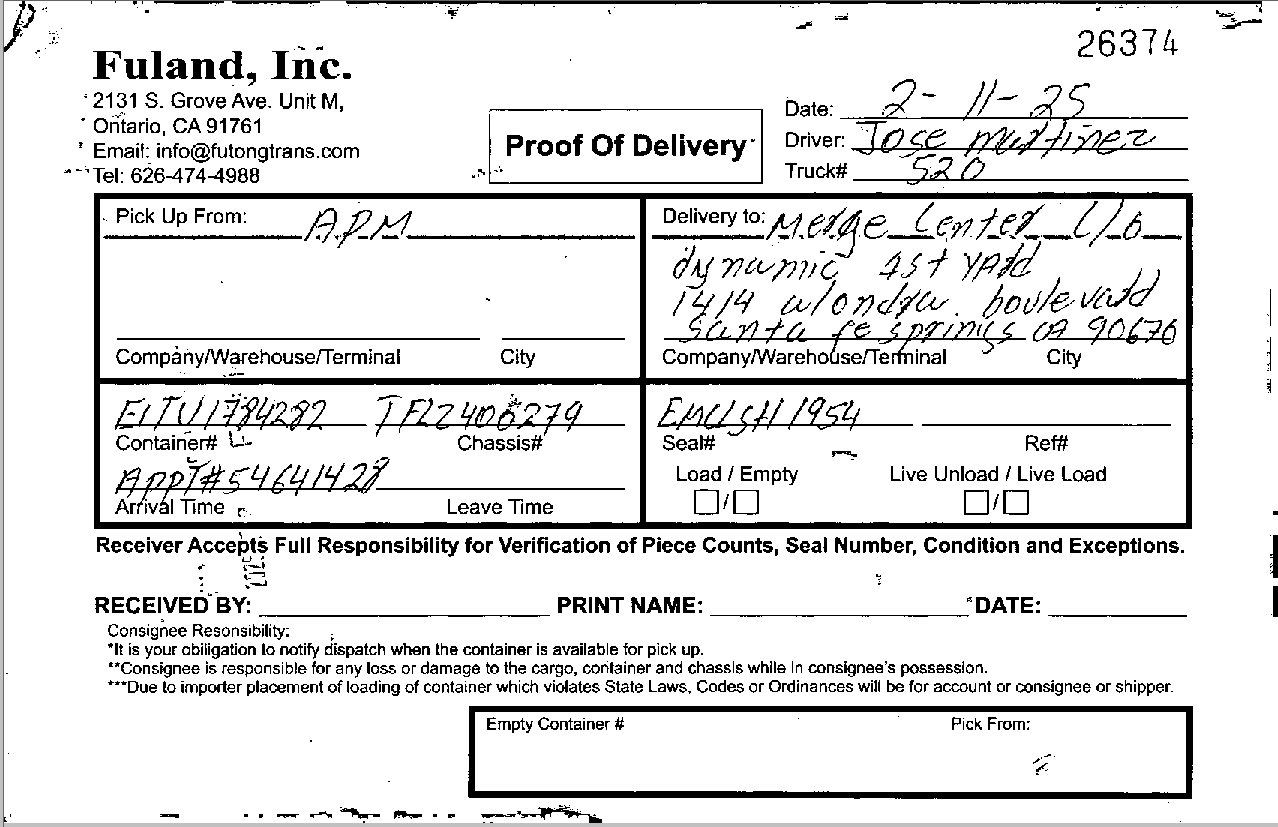 26374
Fuland, Inc.
2131 S. Grove Ave. Unit M,
Ontario, CA 91761
Email: info@futongtrans.com
Tel: 626-474-4988
Proof Of Delivery
Date: 2-11-25
Driver: Jose Martinez
Truck# 520
Pick Up From: APM
Company/Warehouse/Terminal City
Delivery to: Merge Center C/O
dynamic 1st YArd
1414 alondra boulevard
Santa fe springs CA 90670
Company/Warehouse/Terminal City
EITU1784282 TFLZ406279
Container# Chassis#
APPT#54641428
Arrival Time Leave Time
EMCUSH1954
Seal# Ref#
Load / Empty Live Unload / Live Load
☐/☐ ☐/☐
Receiver Accepts Full Responsibility for Verification of Piece Counts, Seal Number, Condition and Exceptions.
RECEIVED BY: PRINT NAME: DATE:
Consignee Resonsibility:
*It is your obiligation to notify dispatch when the container is available for pick up.
**Consignee is responsible for any loss or damage to the cargo, container and chassis while in consignee's possession.
***Due to importer placement of loading of container which violates State Laws, Codes or Ordinances will be for account or consignee or shipper.
Empty Container # Pick From: